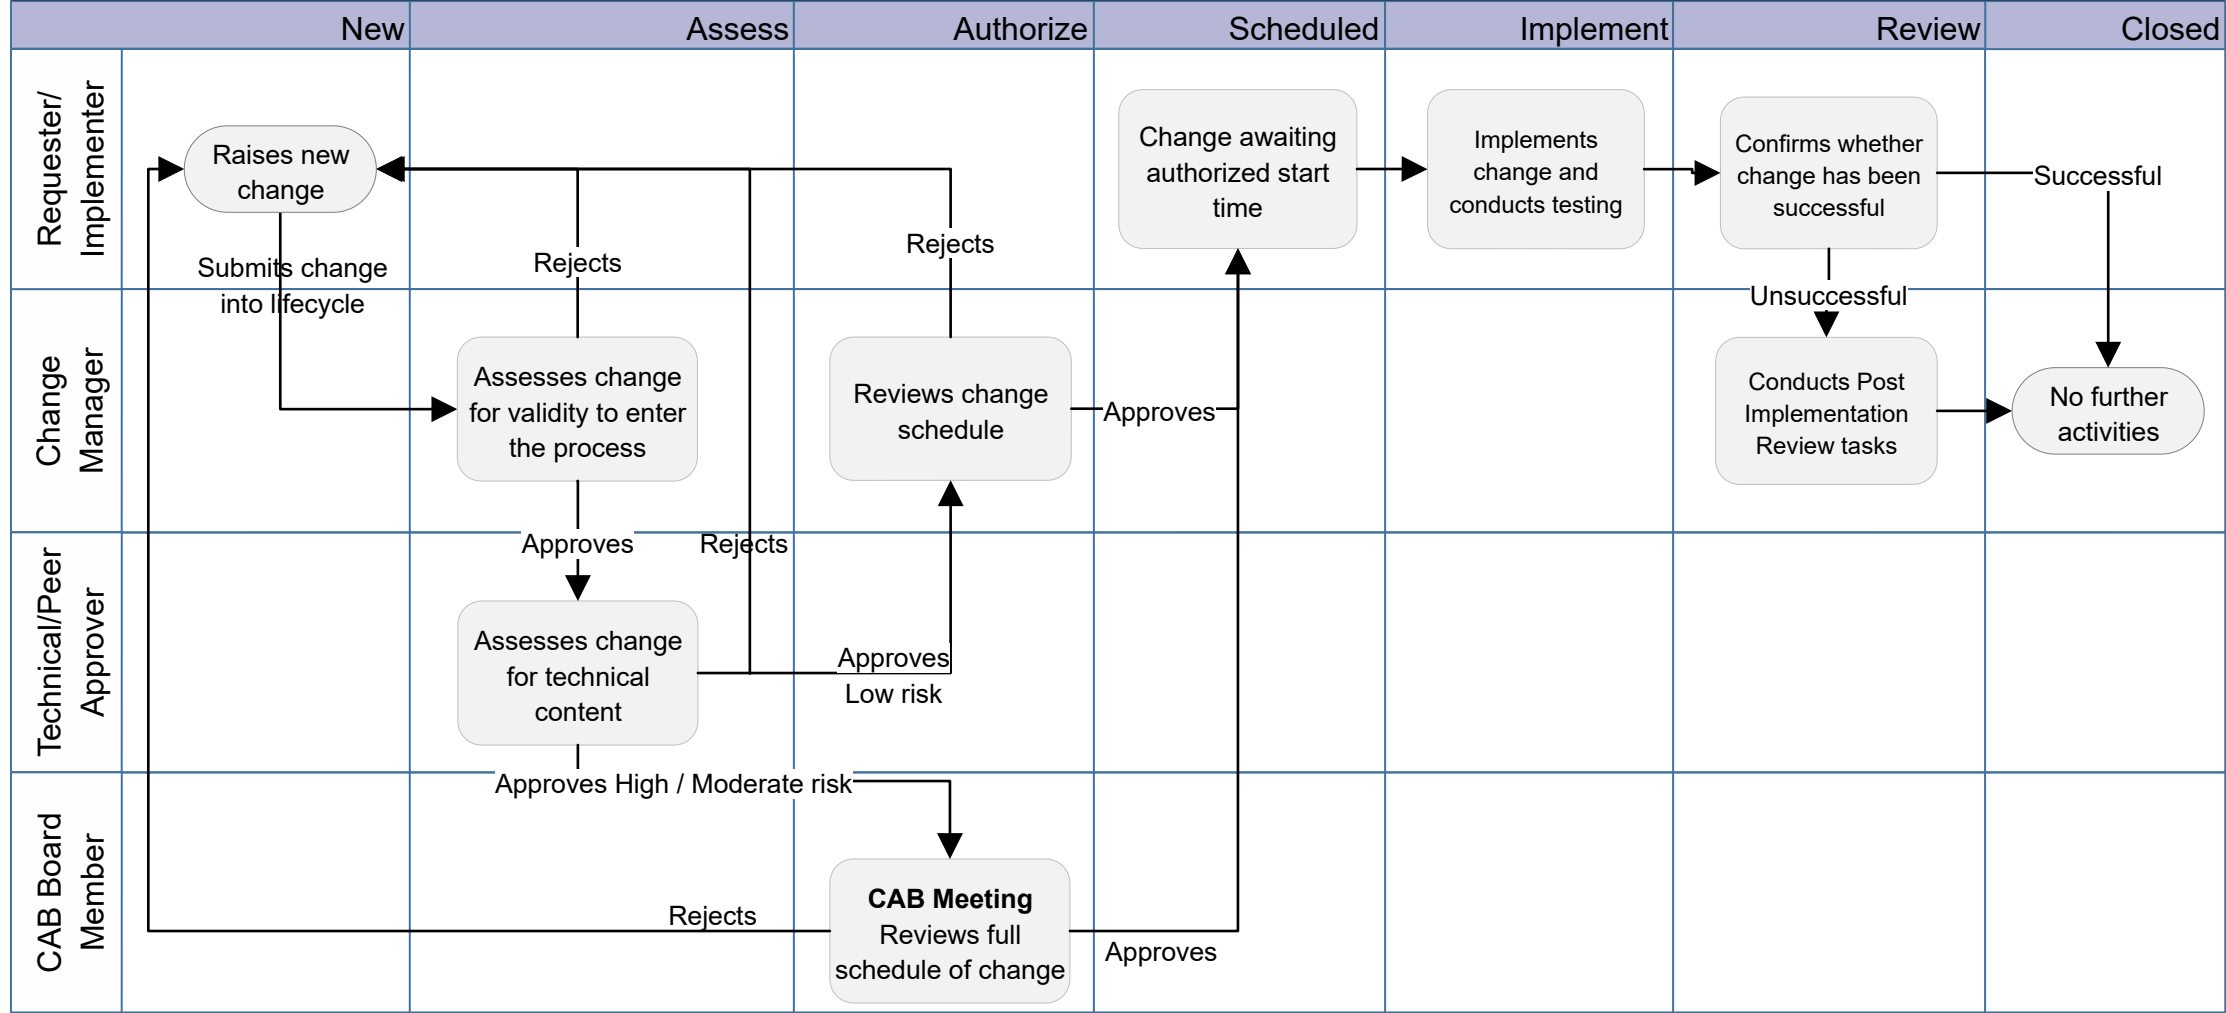 New
Assess
Authorize
Scheduled
Implement
Review
Closed
Requester/
Implementer
Raises new
change
Submits change
into lifecycle
Rejects
Rejects
Change awaiting
authorized start
time
Implements
change and
conducts testing
Confirms whether
change has been
successful
Successful
Unsuccessful
Change
Manager
Assesses change
for validity to enter
the process
Reviews change
schedule
Approves
Conducts Post
Implementation
Review tasks
No further
activities
Approves
Rejects
Technical/Peer
Approver
Assesses change
for technical
content
Approves
Low risk
Approves High / Moderate risk
CAB Board
Member
Rejects
CAB Meeting
Reviews full
schedule of change
Approves